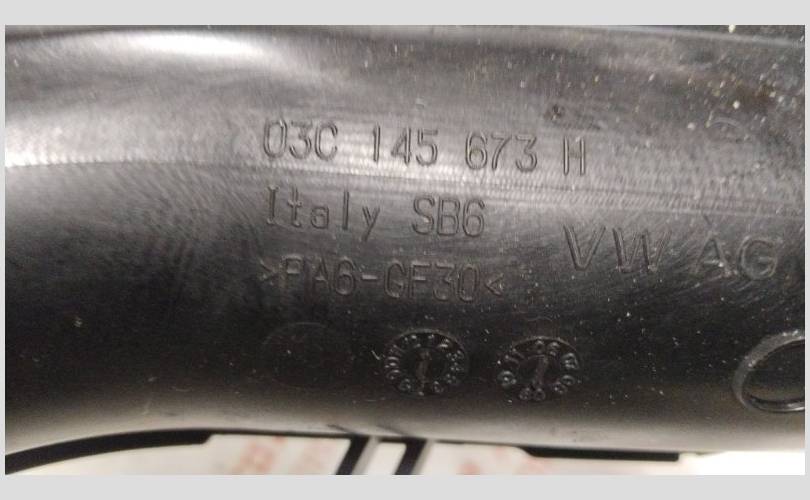 03C 145 673 H
Italy SB6
VW AG
>PA6-GF30<